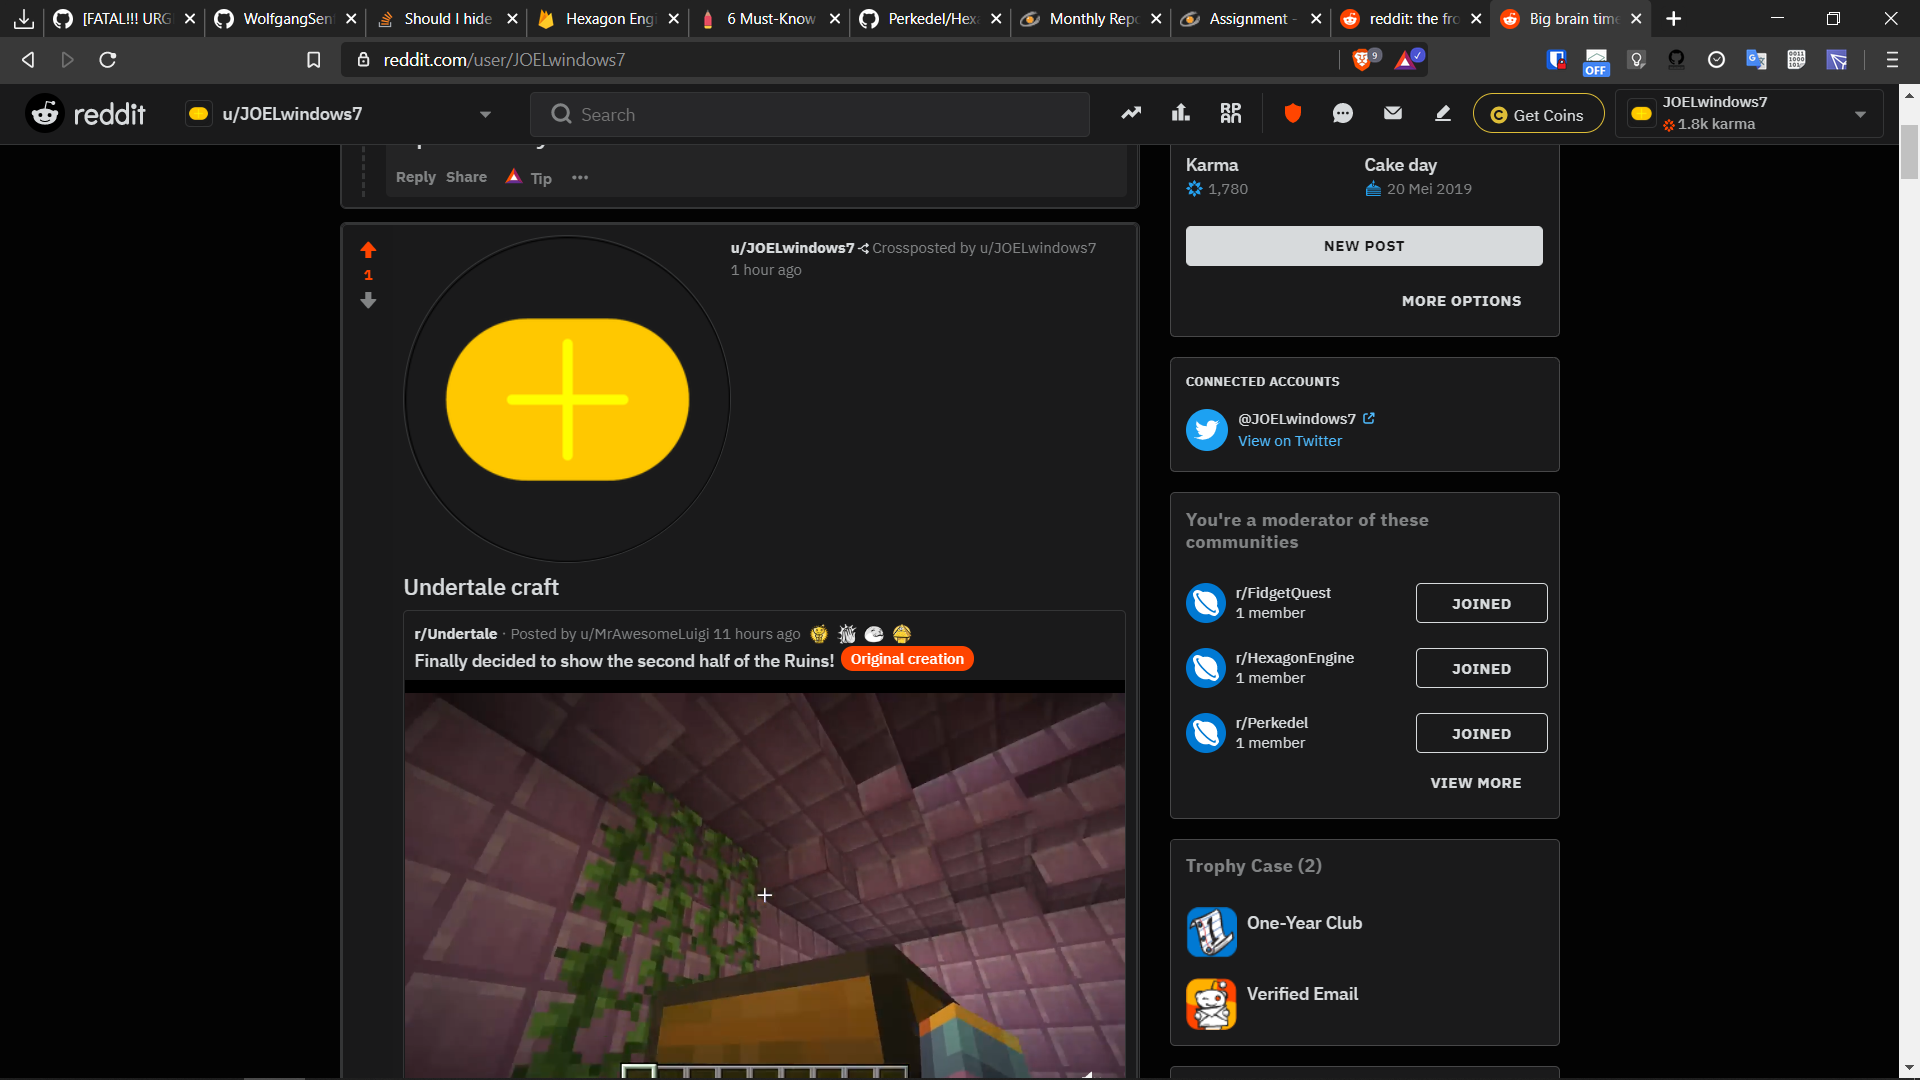 [FATAL!!! URG
WolfgangSen
Should I hide
Hexagon Engi
6 Must-Know
Perkedel/Hexa
Monthly Repo
Assignment -
reddit: the fro
Big brain time
reddit.com/user/JOELwindows7
9
OFF
reddit
u/JOELwindows7
Search
Get Coins
JOELwindows7
1.8k karma
Reply Share Tip
u/JOELwindows7 Crossposted by u/JOELwindows7
1 hour ago
1
Undertale craft
r/Undertale · Posted by u/MrAwesomeLuigi 11 hours ago
Finally decided to show the second half of the Ruins! Original creation
Karma
1,780
Cake day
20 Mei 2019
NEW POST
MORE OPTIONS
CONNECTED ACCOUNTS
@JOELwindows7
View on Twitter
You're a moderator of these
communities
r/FidgetQuest
1 member
JOINED
r/HexagonEngine
1 member
JOINED
r/Perkedel
1 member
JOINED
VIEW MORE
Trophy Case (2)
One-Year Club
Verified Email